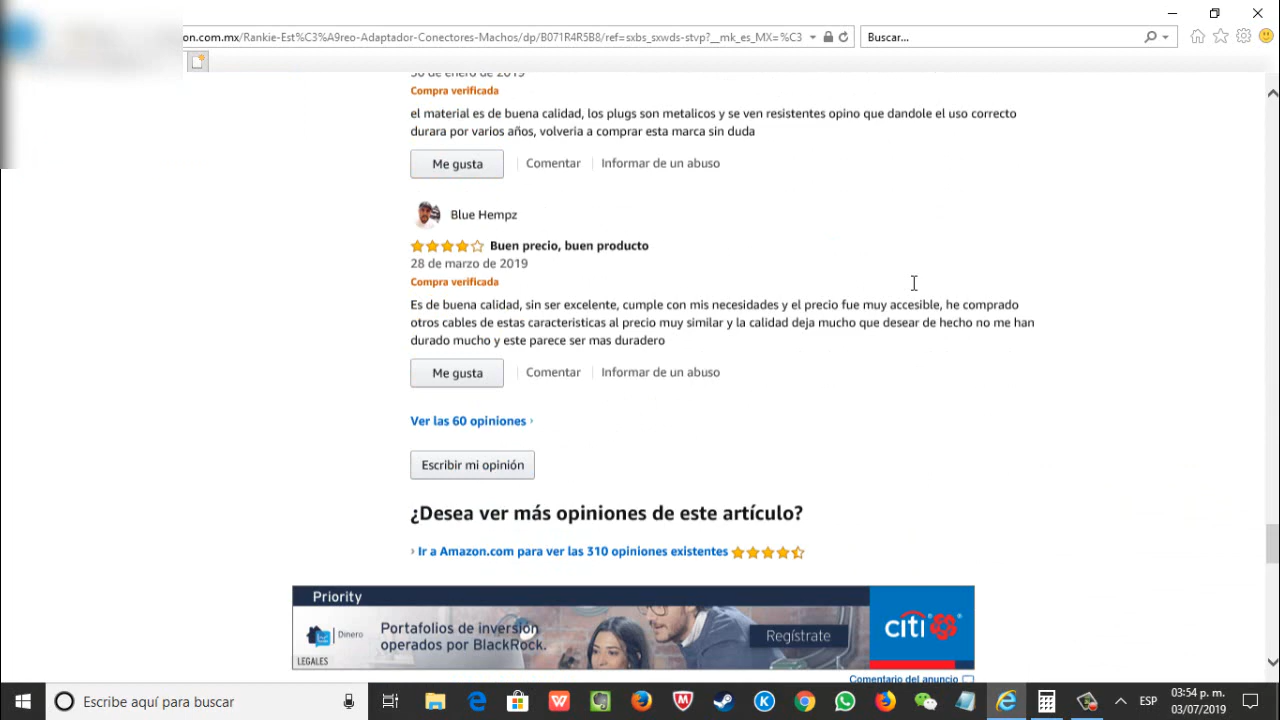 on.com.mx/Rankie-Est%C3%A9reo-Adaptador-Conectores-Machos/dp/B071R4R5B8/ref=sxbs_sxwds-stvp?__mk_es_MX=%C3
Buscar...
30 de enero de 2019
Compra verificada
el material es de buena calidad, los plugs son metalicos y se ven resistentes opino que dandole el uso correcto
durara por varios años, volveria a comprar esta marca sin duda
Me gusta
Comentar
Informar de un abuso
Blue Hempz
Buen precio, buen producto
28 de marzo de 2019
Compra verificada
Es de buena calidad, sin ser excelente, cumple con mis necesidades y el precio fue muy accesible, he comprado
otros cables de estas caracteristicas al precio muy similar y la calidad deja mucho que desear de hecho no me han
durado mucho y este parece ser mas duradero
Me gusta
Comentar
Informar de un abuso
Ver las 60 opiniones ›
Escribir mi opinión
¿Desea ver más opiniones de este artículo?
› Ir a Amazon.com para ver las 310 opiniones existentes
Priority
Dinero
Portafolios de inversión
operados por BlackRock.
Regístrate
citi
LEGALES
Comentario del anuncio
Escribe aquí para buscar
ESP
03:54 p. m.
03/07/2019